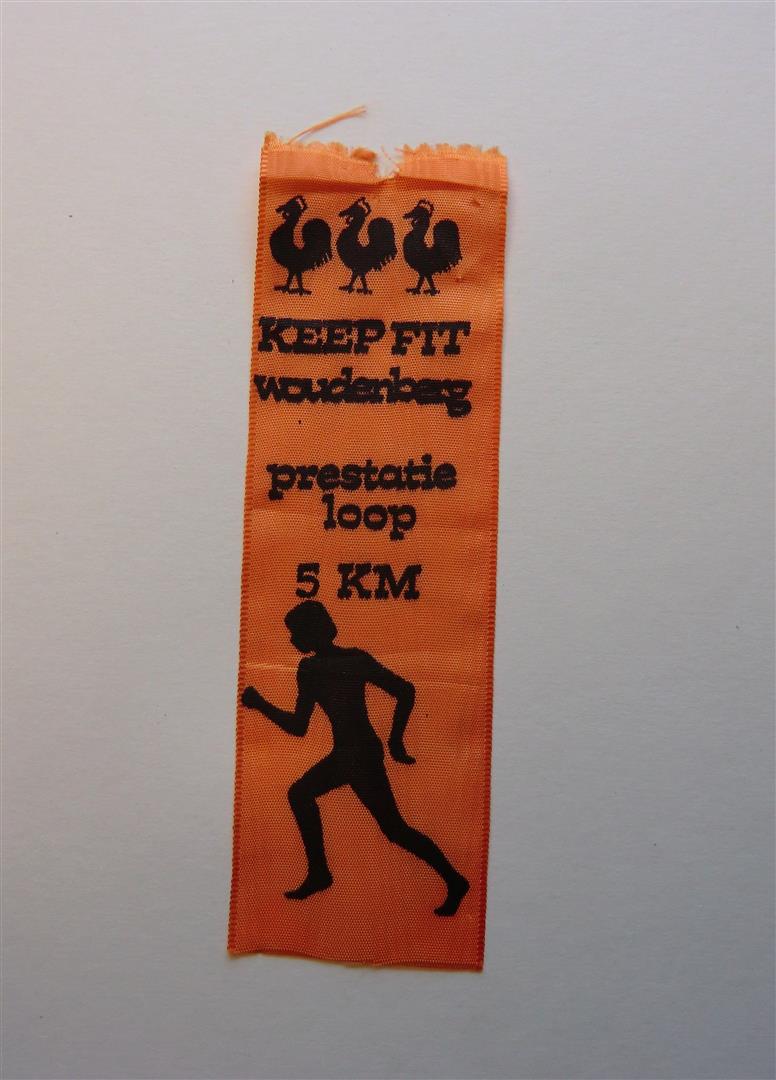 KEEP FIT
woudenberg
prestatie
loop
5 KM